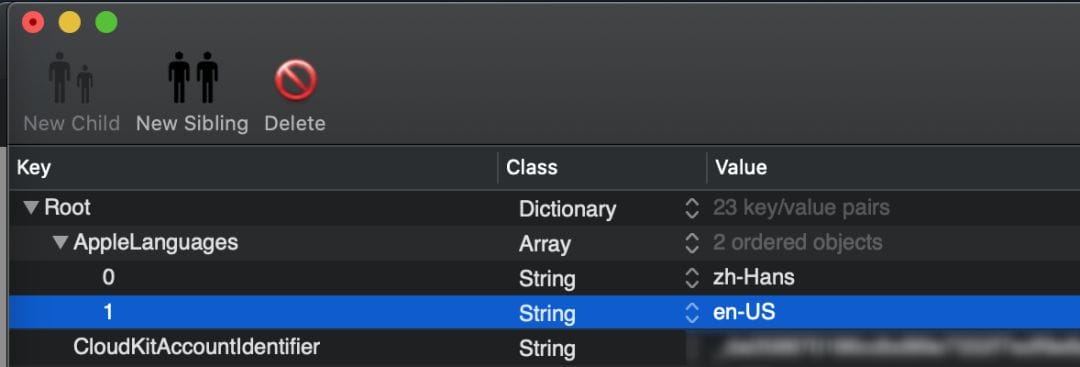 New Child New Sibling Delete
Key Class Value
Root Dictionary 23 key/value pairs
AppleLanguages Array 2 ordered objects
0 String zh-Hans
1 String en-US
CloudKitAccountIdentifier String